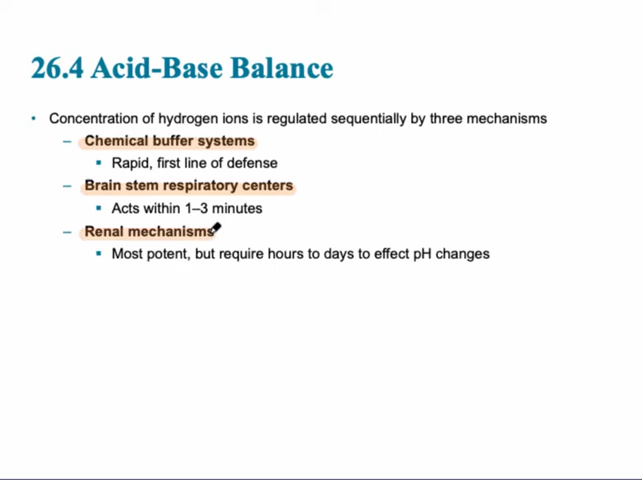 26.4 Acid-Base Balance
• Concentration of hydrogen ions is regulated sequentially by three mechanisms
– Chemical buffer systems
▪ Rapid, first line of defense
– Brain stem respiratory centers
▪ Acts within 1–3 minutes
– Renal mechanisms
▪ Most potent, but require hours to days to effect pH changes